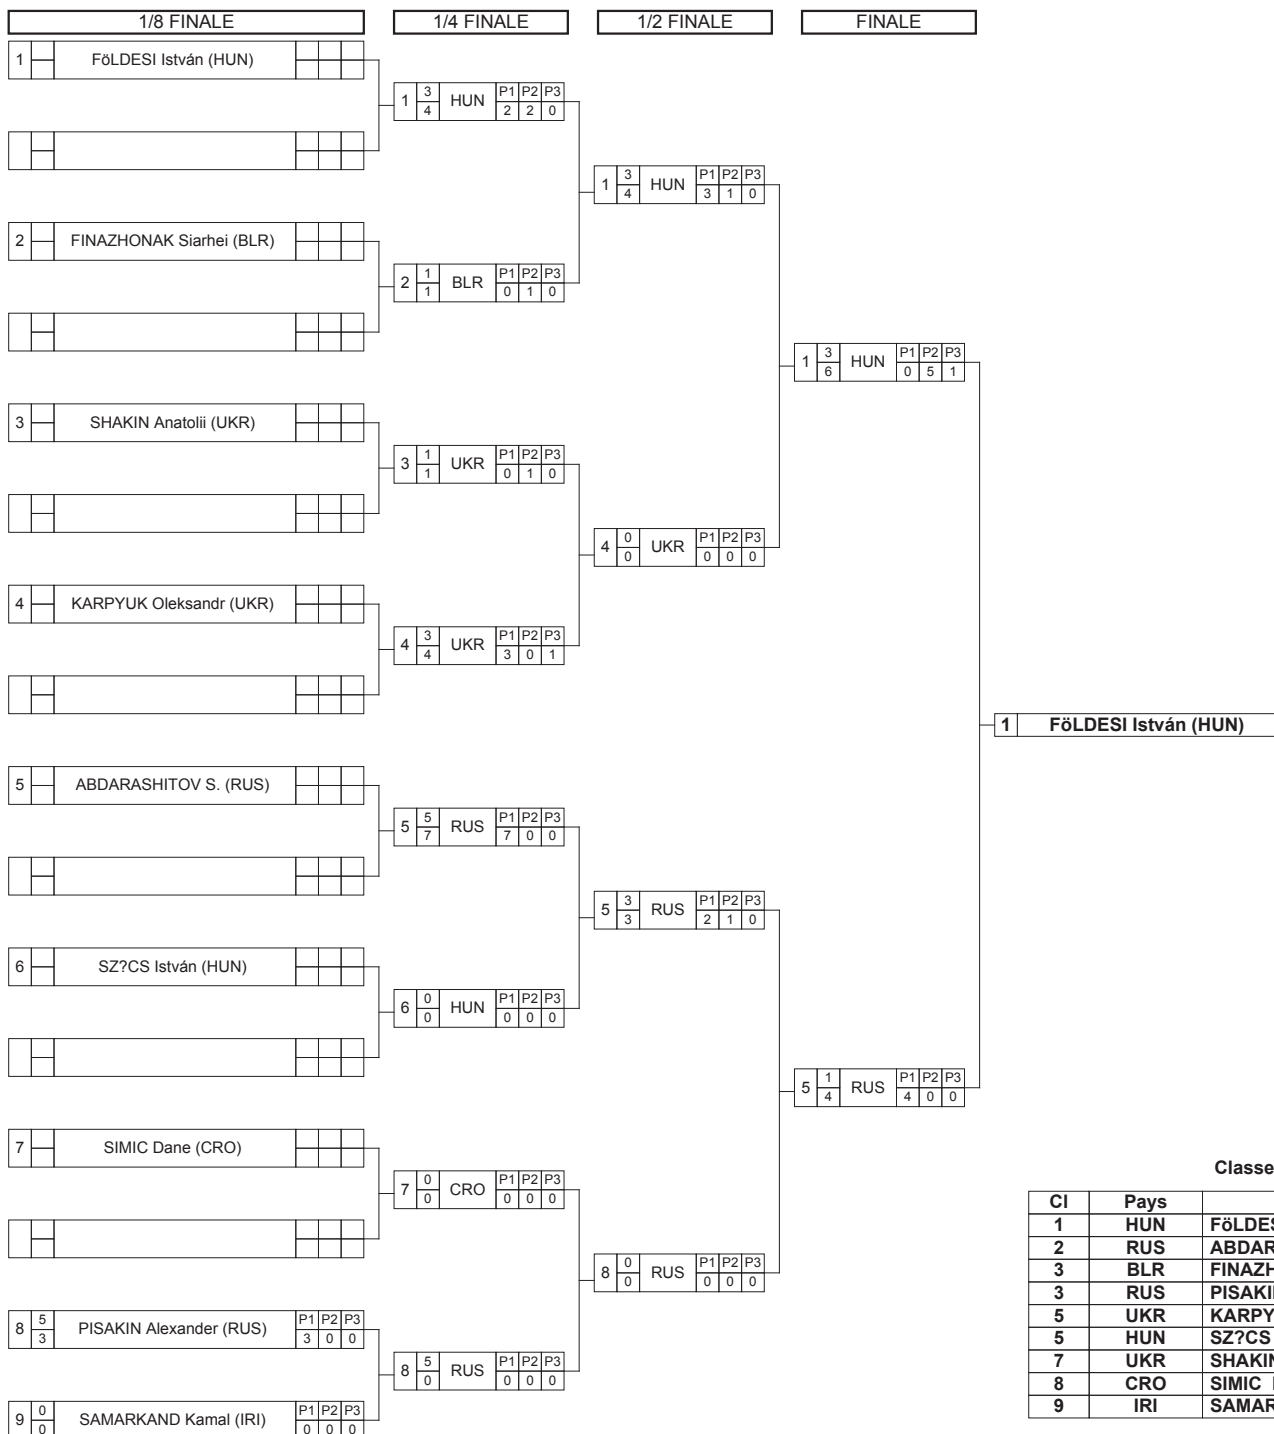 1/8 FINALE 1/4 FINALE 1/2 FINALE FINALE
1 FöLDESI István (HUN)
1 3 4 HUN P1 P2 P3 2 2 0
1 3 4 HUN P1 P2 P3 3 1 0
2 FINAZHONAK Siarhei (BLR)
2 1 1 BLR P1 P2 P3 0 1 0
1 3 6 HUN P1 P2 P3 0 5 1
3 SHAKIN Anatolii (UKR)
3 1 1 UKR P1 P2 P3 0 1 0
4 0 0 UKR P1 P2 P3 0 0 0
4 KARPYUK Oleksandr (UKR)
4 3 4 UKR P1 P2 P3 3 0 1
1 FöLDESI István (HUN)
5 ABDARASHITOV S. (RUS)
5 5 7 RUS P1 P2 P3 7 0 0
5 3 3 RUS P1 P2 P3 2 1 0
6 SZ?CS István (HUN)
6 0 0 HUN P1 P2 P3 0 0 0
5 1 4 RUS P1 P2 P3 4 0 0
7 SIMIC Dane (CRO)
7 0 0 CRO P1 P2 P3 0 0 0
8 0 0 RUS P1 P2 P3 0 0 0
8 5 3 PISAKIN Alexander (RUS) P1 P2 P3 3 0 0
8 5 0 RUS P1 P2 P3 0 0 0
9 0 0 SAMARKAND Kamal (IRI) P1 P2 P3 0 0 0
Classe
Cl Pays
1 HUN FöLDES
2 RUS ABDAR
3 BLR FINAZH
3 RUS PISAKI
5 UKR KARPY
5 HUN SZ?CS
7 UKR SHAKIN
8 CRO SIMIC
9 IRI SAMAR